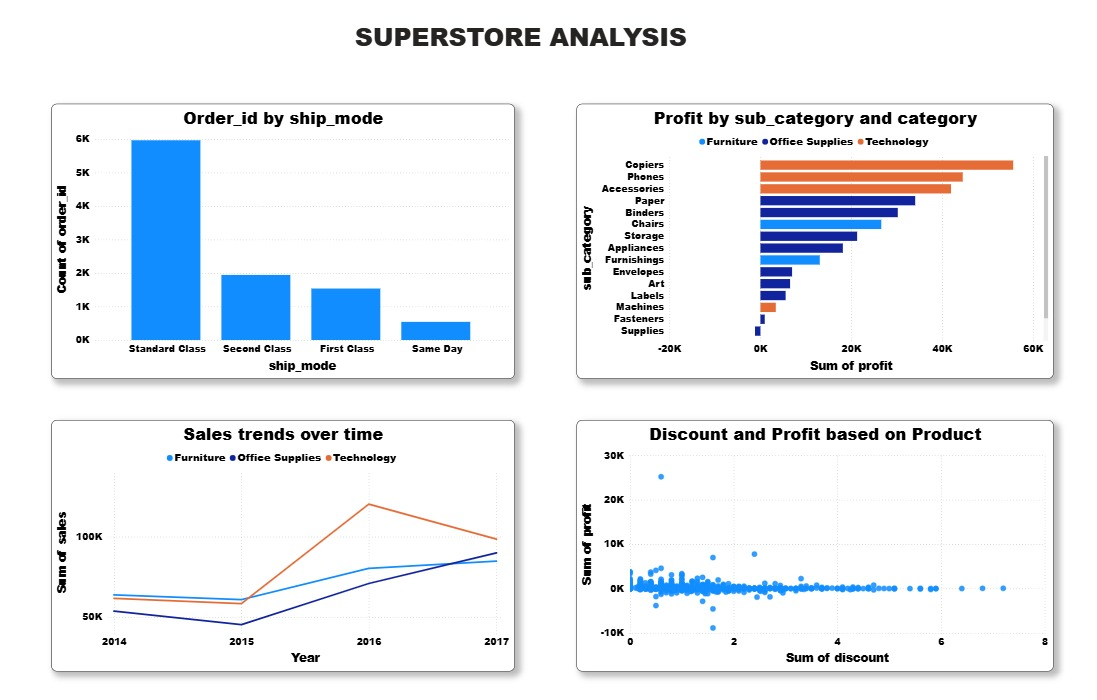 SUPERSTORE ANALYSIS
Order_id by ship_mode
Count of order_id
6K
5K
4K
3K
2K
1K
0K
Standard Class Second Class First Class Same Day
ship_mode
Profit by sub_category and category
Furniture Office Supplies Technology
sub_category
Copiers
Phones
Accessories
Paper
Binders
Chairs
Storage
Appliances
Furnishings
Envelopes
Art
Labels
Machines
Fasteners
Supplies
-20K 0K 20K 40K 60K
Sum of profit
Sales trends over time
Furniture Office Supplies Technology
Sum of sales
100K
50K
2014 2015 2016 2017
Year
Discount and Profit based on Product
Sum of profit
30K
20K
10K
0K
-10K
0 2 4 6 8
Sum of discount